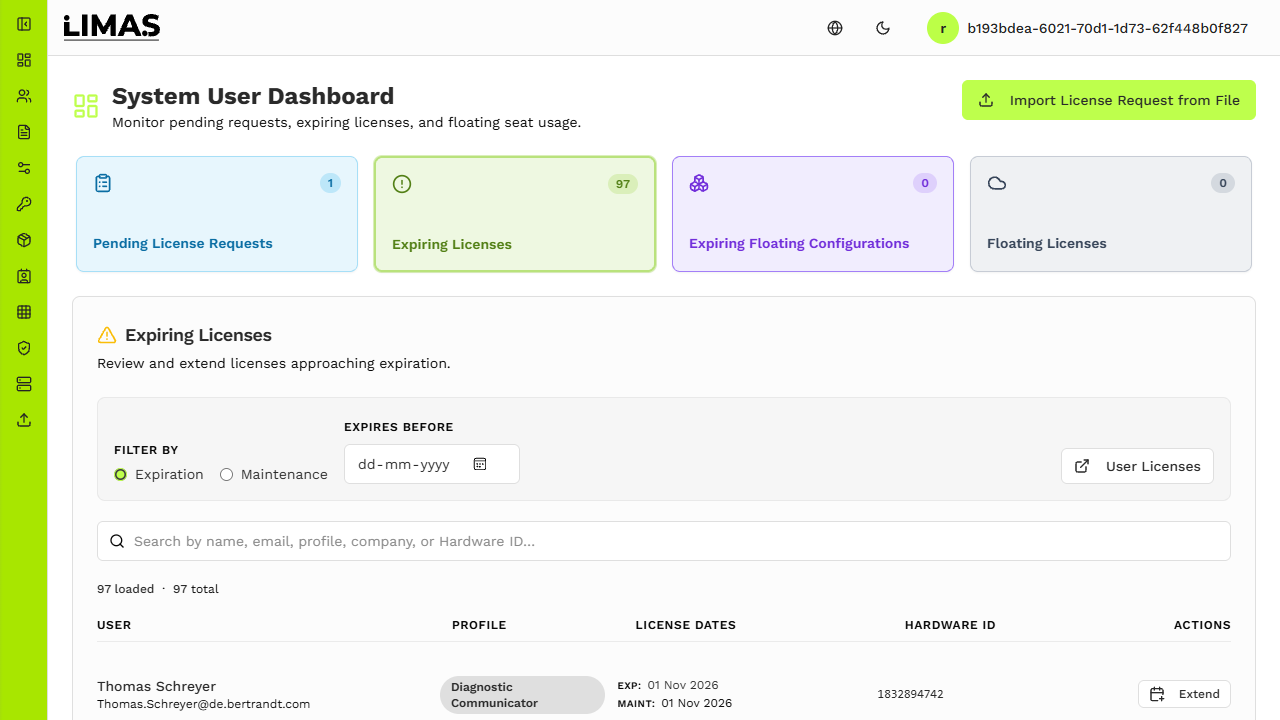 LIMAS
r
b193bdea-6021-70d1-1d73-62f448b0f827
System User Dashboard
Monitor pending requests, expiring licenses, and floating seat usage.
Import License Request from File
1
Pending License Requests
97
Expiring Licenses
0
Expiring Floating Configurations
0
Floating Licenses
Expiring Licenses
Review and extend licenses approaching expiration.
FILTER BY
Expiration
Maintenance
EXPIRES BEFORE
dd-mm-yyyy
User Licenses
Search by name, email, profile, company, or Hardware ID...
97 loaded · 97 total
USER PROFILE LICENSE DATES HARDWARE ID ACTIONS
Thomas Schreyer
Thomas.Schreyer@de.bertrandt.com
Diagnostic
Communicator
EXP: 01 Nov 2026
MAINT: 01 Nov 2026
1832894742
Extend